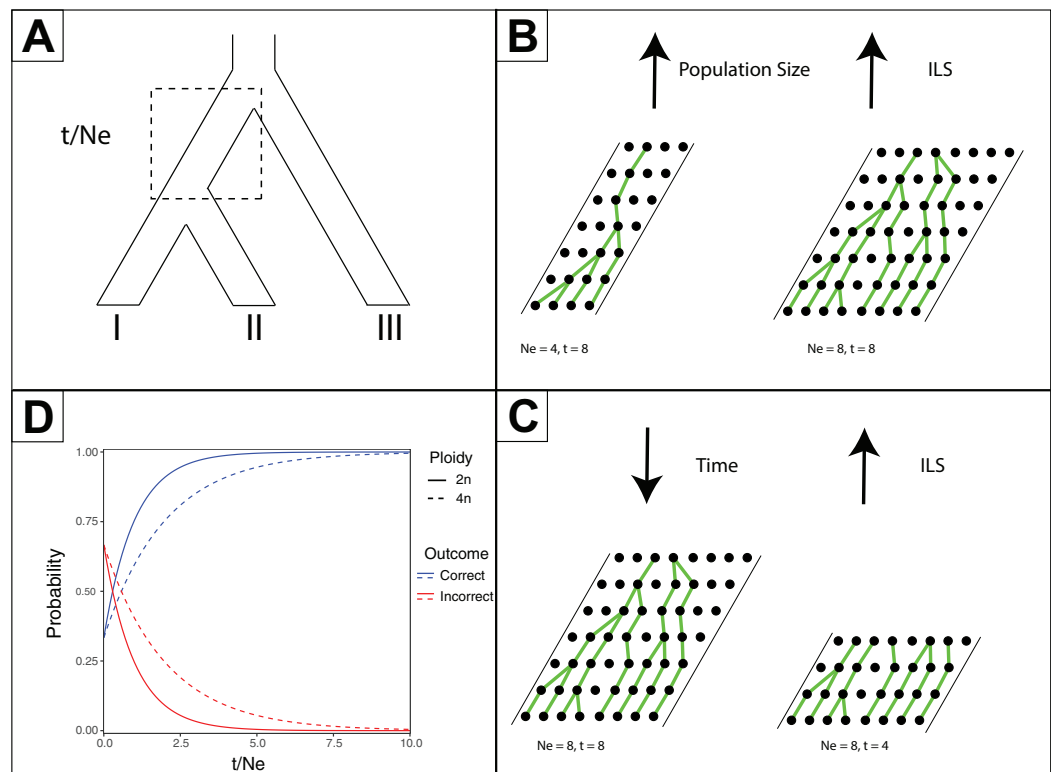 A
t/Ne
I
II
III
B
Population Size
ILS
Ne = 4, t = 8
Ne = 8, t = 8
D
1.00
0.75
0.50
0.25
0.00
Probability
0.0
2.5
5.0
7.5
10.0
t/Ne
Ploidy
2n
4n
Outcome
Correct
Incorrect
C
Time
ILS
Ne = 8, t = 8
Ne = 8, t = 4